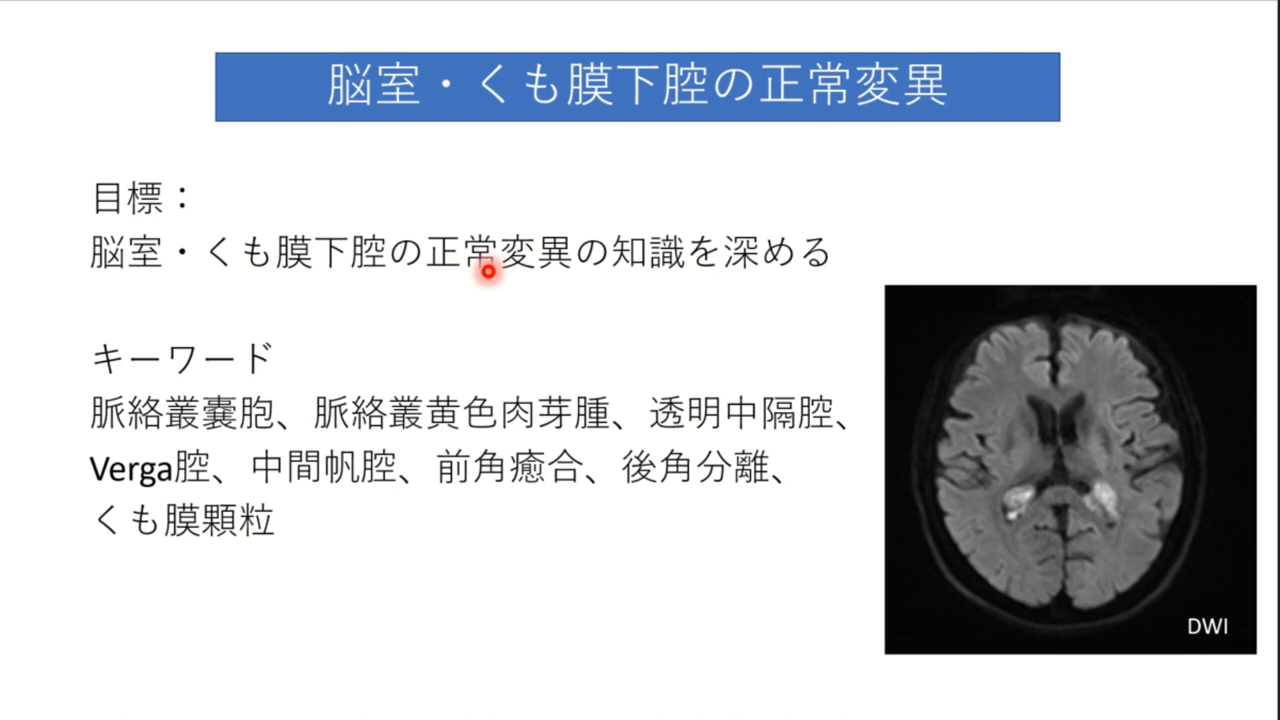 脳室・くも膜下腔の正常変異
目標：
脳室・くも膜下腔の正常変異の知識を深める
キーワード
脈絡叢嚢胞、脈絡叢黄色肉芽腫、透明中隔腔、
Verga腔、中間帆腔、前角癒合、後角分離、
くも膜顆粒
DWI